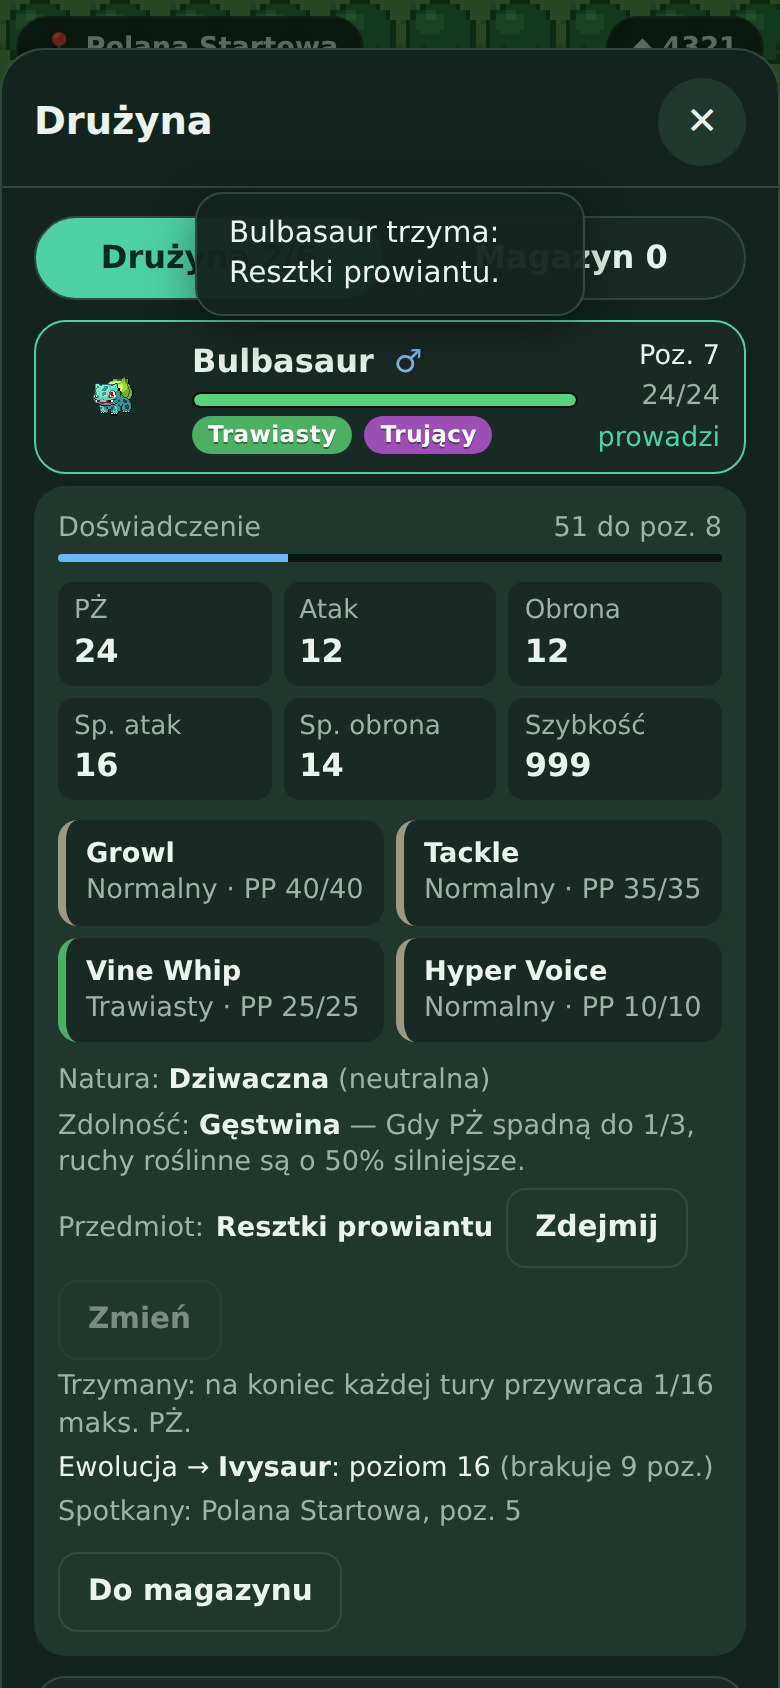 Polana Startowa
4321
Drużyna
✕
Bulbasaur trzyma:
Resztki prowiantu.
Magazyn 0
Bulbasaur ♂
Poz. 7
24/24
Trawiasty Trujący
prowadzi
Doświadczenie 51 do poz. 8
PŻ Atak Obrona
24 12 12
Sp. atak Sp. obrona Szybkość
16 14 999
Growl Tackle
Normalny · PP 40/40 Normalny · PP 35/35
Vine Whip Hyper Voice
Trawiasty · PP 25/25 Normalny · PP 10/10
Natura: Dziwaczna (neutralna)
Zdolność: Gęstwina — Gdy PŻ spadną do 1/3,
ruchy roślinne są o 50% silniejsze.
Przedmiot: Resztki prowiantu Zdejmij
Zmień
Trzymany: na koniec każdej tury przywraca 1/16
maks. PŻ.
Ewolucja → Ivysaur: poziom 16 (brakuje 9 poz.)
Spotkany: Polana Startowa, poz. 5
Do magazynu